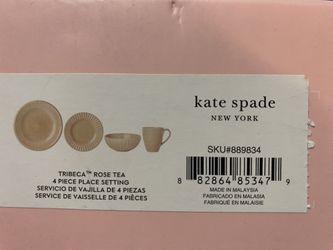 kate spade
NEW YORK
SKU#889834
TRIBECA™ ROSE TEA
4 PIECE PLACE SETTING
SERVICIO DE VAJILLA DE 4 PIEZAS
SERVICE DE VAISSELLE DE 4 PIÈCES
8 82864 85347 9
MADE IN MALAYSIA
FABRICADO EN MALASIA
FABRIQUÉ EN MALAISIE